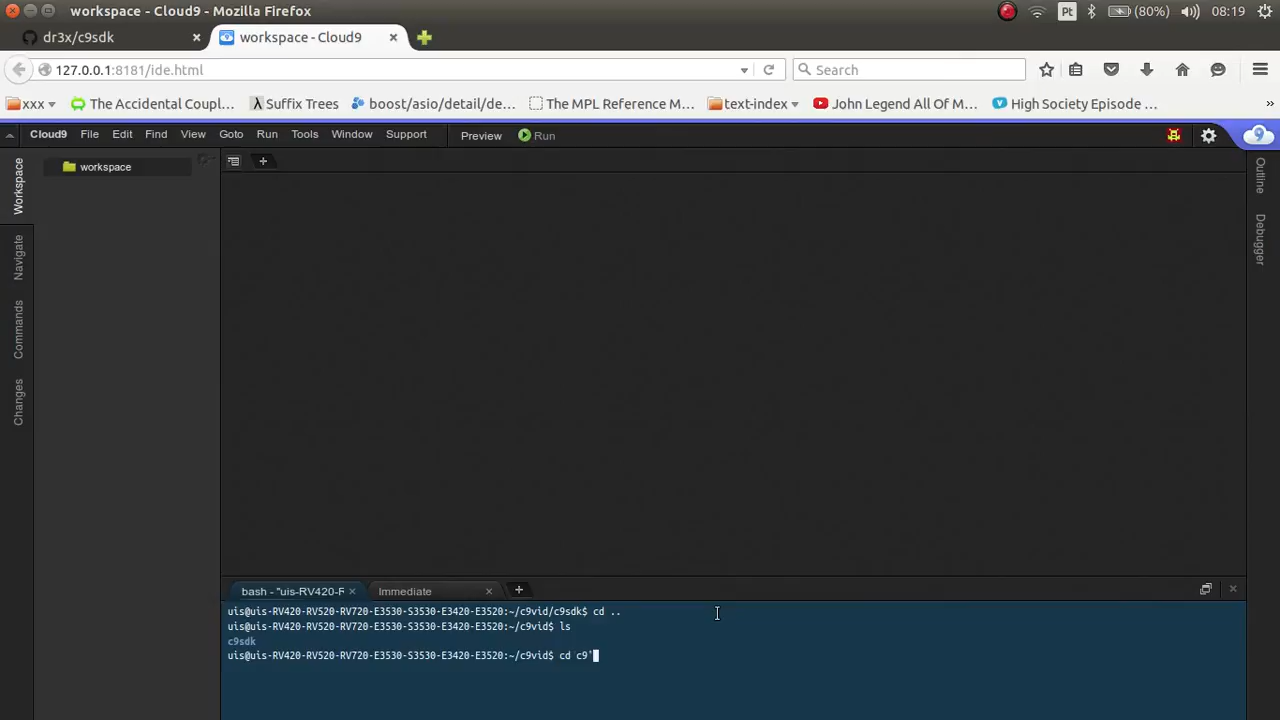 workspace - Cloud9 - Mozilla Firefox
Pt
(80%)
08:19
dr3x/c9sdk
workspace - Cloud9
127.0.0.1:8181/ide.html
Search
xxx
The Accidental Coupl...
λ Suffix Trees
boost/asio/detail/de...
The MPL Reference M...
text-index
John Legend All Of M...
High Society Episode ...
»
Cloud9 File Edit Find View Goto Run Tools Window Support Preview Run
9
Workspace
Navigate
Commands
Changes
workspace
Outline
Debugger
bash - "uis-RV420-R
Immediate
uis@uis-RV420-RV520-RV720-E3530-S3530-E3420-E3520:~/c9vid/c9sdk$ cd ..
uis@uis-RV420-RV520-RV720-E3530-S3530-E3420-E3520:~/c9vid$ ls
c9sdk
uis@uis-RV420-RV520-RV720-E3530-S3530-E3420-E3520:~/c9vid$ cd c9